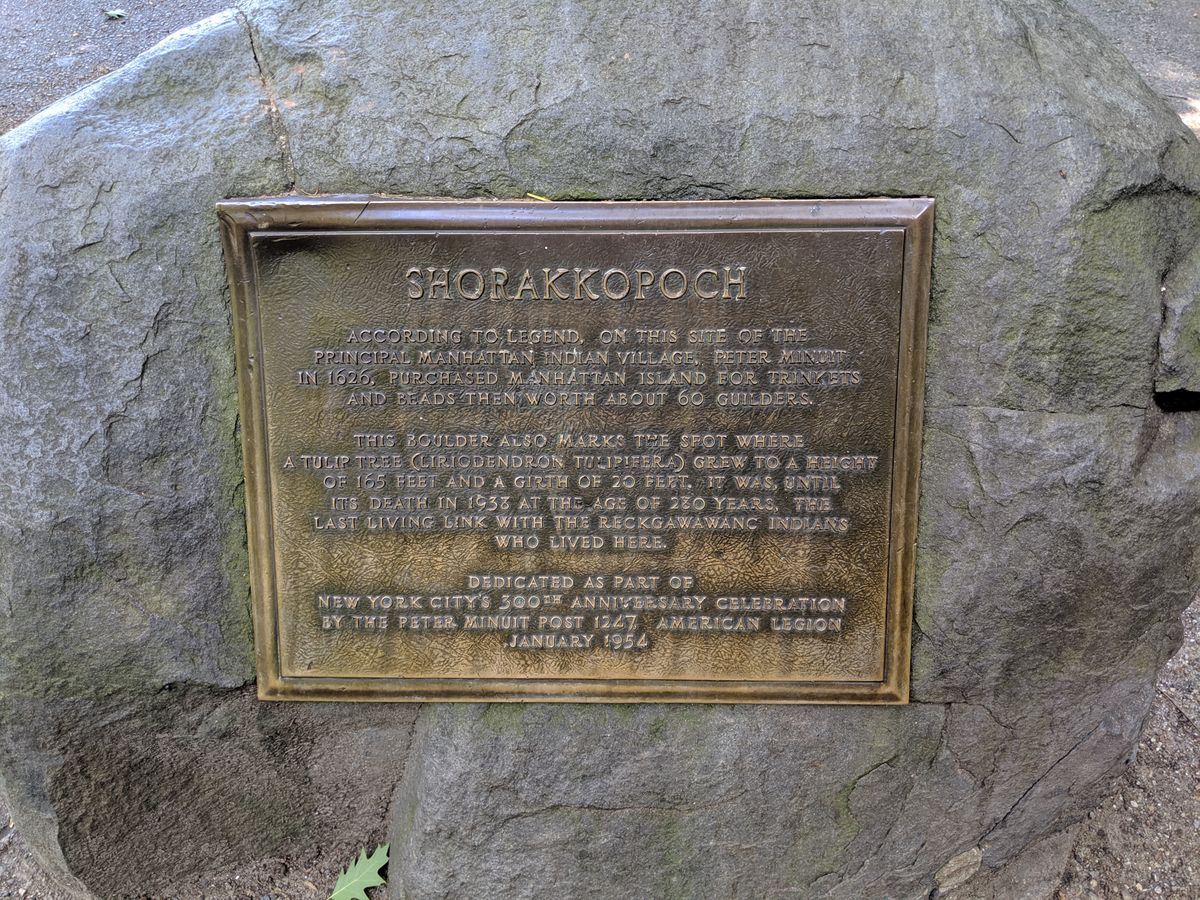 SHORAKKOPOCH
ACCORDING TO LEGEND, ON THIS SITE OF THE
PRINCIPAL MANHATTAN INDIAN VILLAGE, PETER MINUIT
IN 1626, PURCHASED MANHATTAN ISLAND FOR TRINKETS
AND BEADS THEN WORTH ABOUT 60 GUILDERS.
THIS BOULDER ALSO MARKS THE SPOT WHERE
A TULIP TREE (LIRIODENDRON TULIPIFERA) GREW TO A HEIGHT
OF 165 FEET AND A GIRTH OF 20 FEET. IT WAS, UNTIL
ITS DEATH IN 1938 AT THE AGE OF 280 YEARS, THE
LAST LIVING LINK WITH THE RECKGAWAWANC INDIANS
WHO LIVED HERE.
DEDICATED AS PART OF
NEW YORK CITY'S 300TH ANNIVERSARY CELEBRATION
BY THE PETER MINUIT POST 1247, AMERICAN LEGION
JANUARY 1954